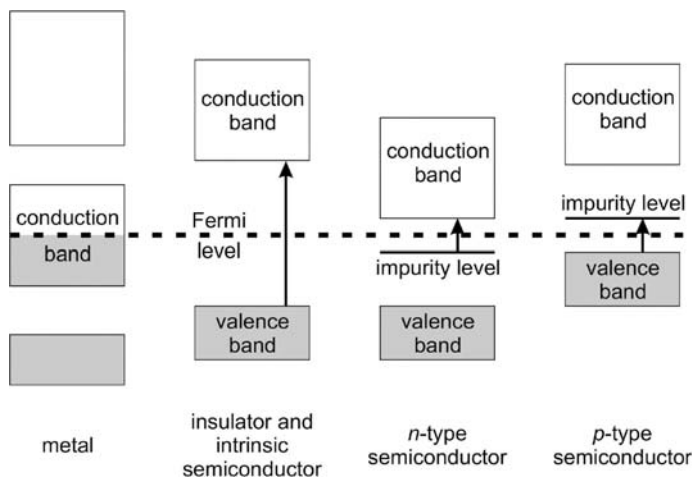 conduction
band
conduction
band
conduction
band
conduction
band
Fermi
level
impurity level
impurity level
valence
band
valence
band
valence
band
metal
insulator and
intrinsic
semiconductor
n-type
semiconductor
p-type
semiconductor